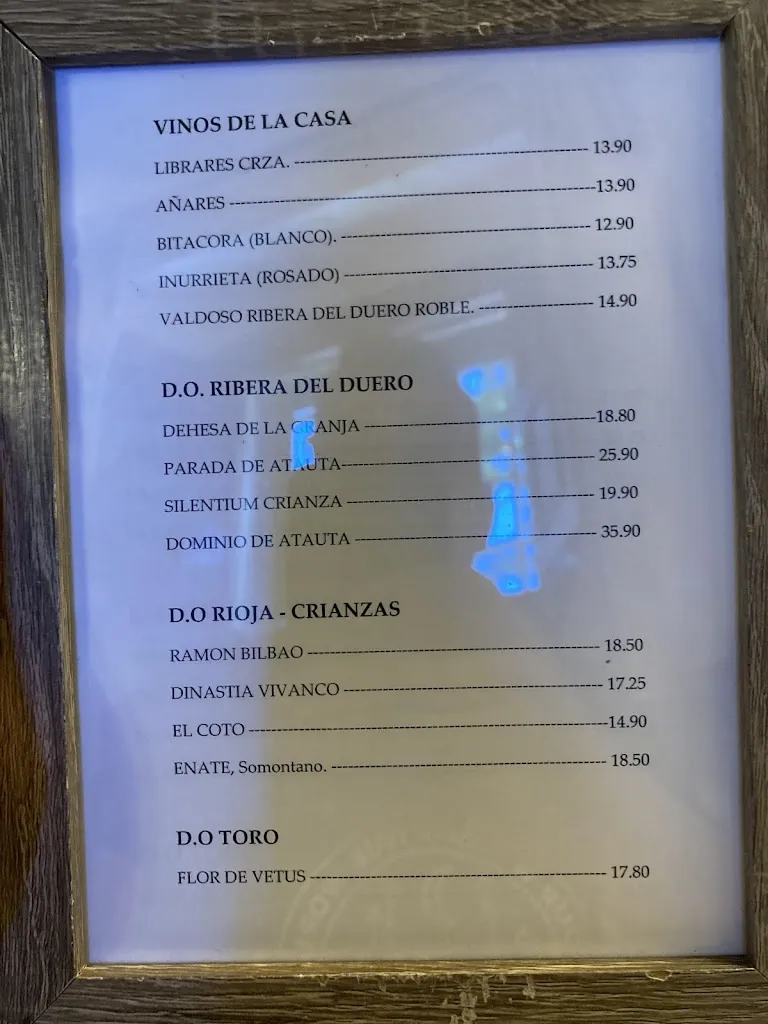 VINOS DE LA CASA
LIBRARES CRZA. ---------- 13.90
AÑARES ---------- 13.90
BITACORA (BLANCO). ---------- 12.90
INURRIETA (ROSADO) ---------- 13.75
VALDOSO RIBERA DEL DUERO ROBLE. ---------- 14.90
D.O. RIBERA DEL DUERO
DEHESA DE LA GRANJA ---------- 18.80
PARADA DE ATAUTA ---------- 25.90
SILENTIUM CRIANZA ---------- 19.90
DOMINIO DE ATAUTA ---------- 35.90
D.O RIOJA - CRIANZAS
RAMON BILBAO ---------- 18.50
DINASTIA VIVANCO ---------- 17.25
EL COTO ---------- 14.90
ENATE, Somontano. ---------- 18.50
D.O TORO
FLOR DE VETUS ---------- 17.80